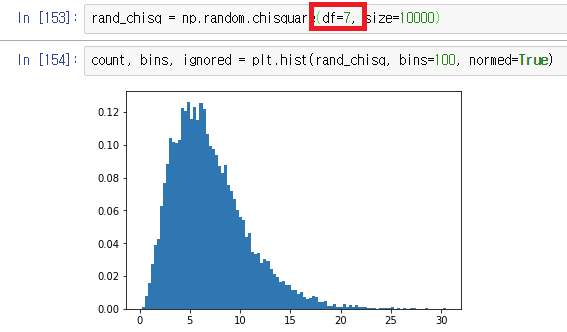 In [153]: rand_chisq = np.random.chisquare(df=7, size=10000)
In [154]: count, bins, ignored = plt.hist(rand_chisq, bins=100, normed=True)
0.12
0.10
0.08
0.06
0.04
0.02
0.00
0 5 10 15 20 25 30